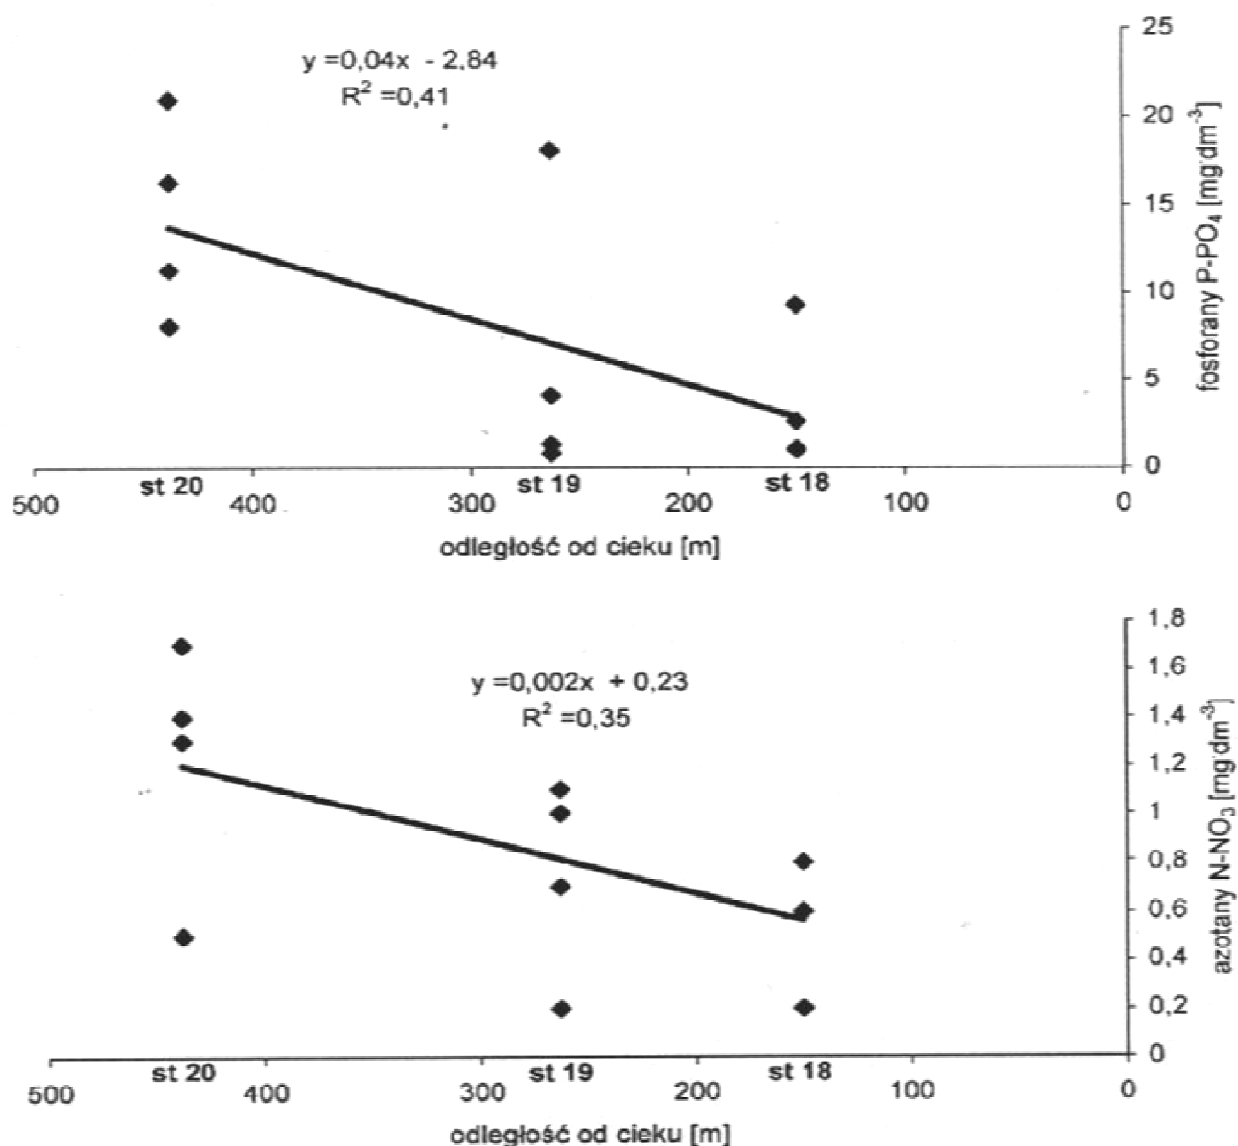 y =0,04x - 2,84
R² =0,41
25
20
15
10
5
0
fosforany P-PO₄ [mg·dm⁻³]
st 20
st 19
st 18
500
400
300
200
100
0
odległość od cieku [m]
y =0,002x + 0,23
R² =0,35
1,8
1,6
1,4
1,2
1
0,8
0,6
0,4
0,2
0
azotany N-NO₃ [mg·dm⁻³]
st 20
st 19
st 18
500
400
300
200
100
0
odległość od cieku [m]